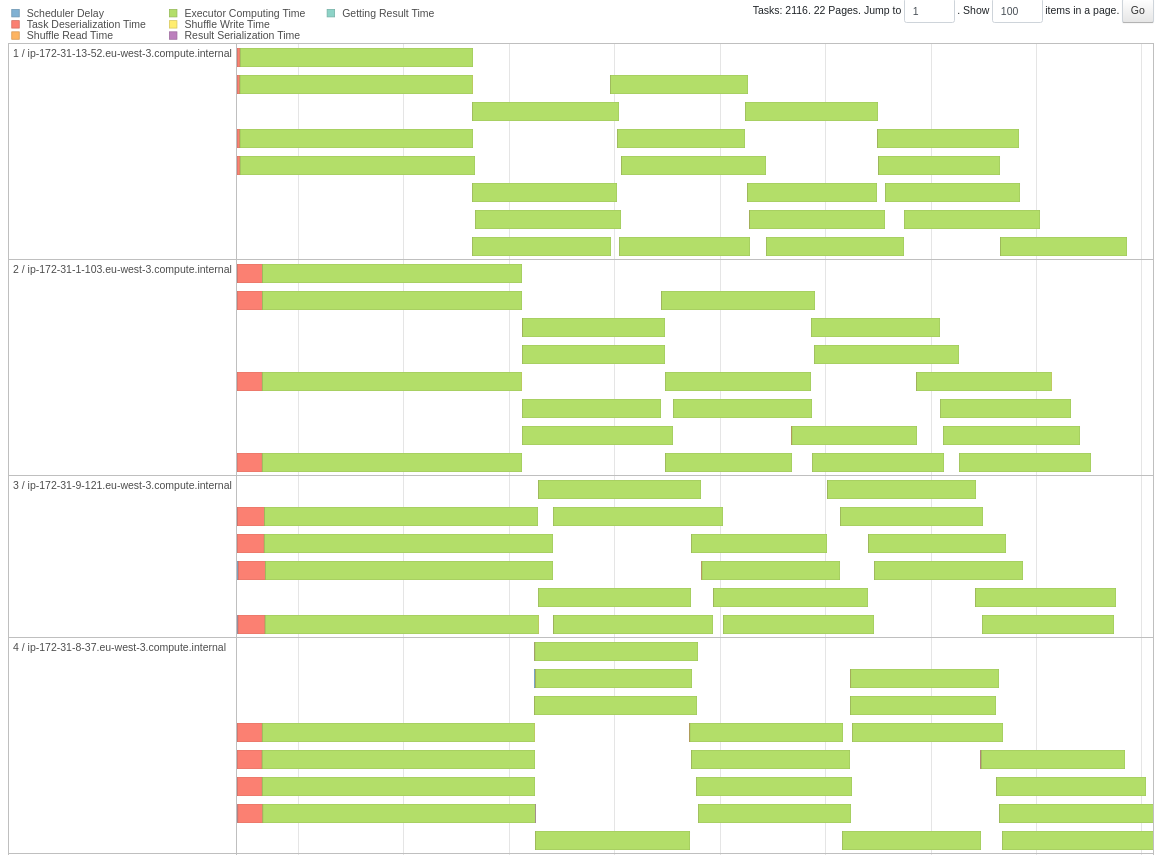 Scheduler Delay
Task Deserialization Time
Shuffle Read Time
Executor Computing Time
Shuffle Write Time
Result Serialization Time
Getting Result Time
Tasks: 2116. 22 Pages. Jump to 1 . Show 100 items in a page. Go
1 / ip-172-31-13-52.eu-west-3.compute.internal
2 / ip-172-31-1-103.eu-west-3.compute.internal
3 / ip-172-31-9-121.eu-west-3.compute.internal
4 / ip-172-31-8-37.eu-west-3.compute.internal